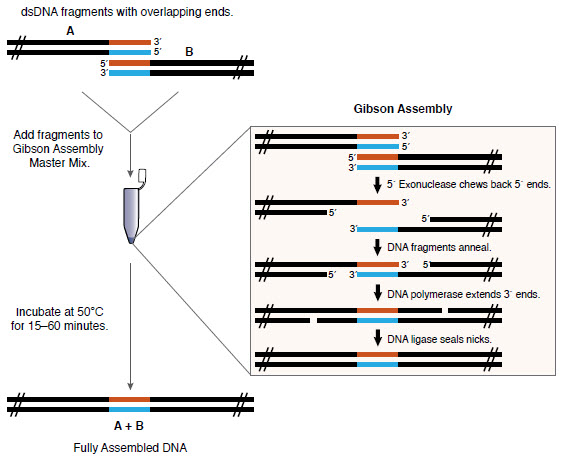 dsDNA fragments with overlapping ends.
A
3′
5′
B
5′
3′
Add fragments to
Gibson Assembly
Master Mix.
Incubate at 50°C
for 15–60 minutes.
A + B
Fully Assembled DNA
Gibson Assembly
3′
5′
5′
3′
5′ Exonuclease chews back 5′ ends.
3′
5′
5′
3′
DNA fragments anneal.
3′ 5′
5′ 3′
DNA polymerase extends 3′ ends.
DNA ligase seals nicks.